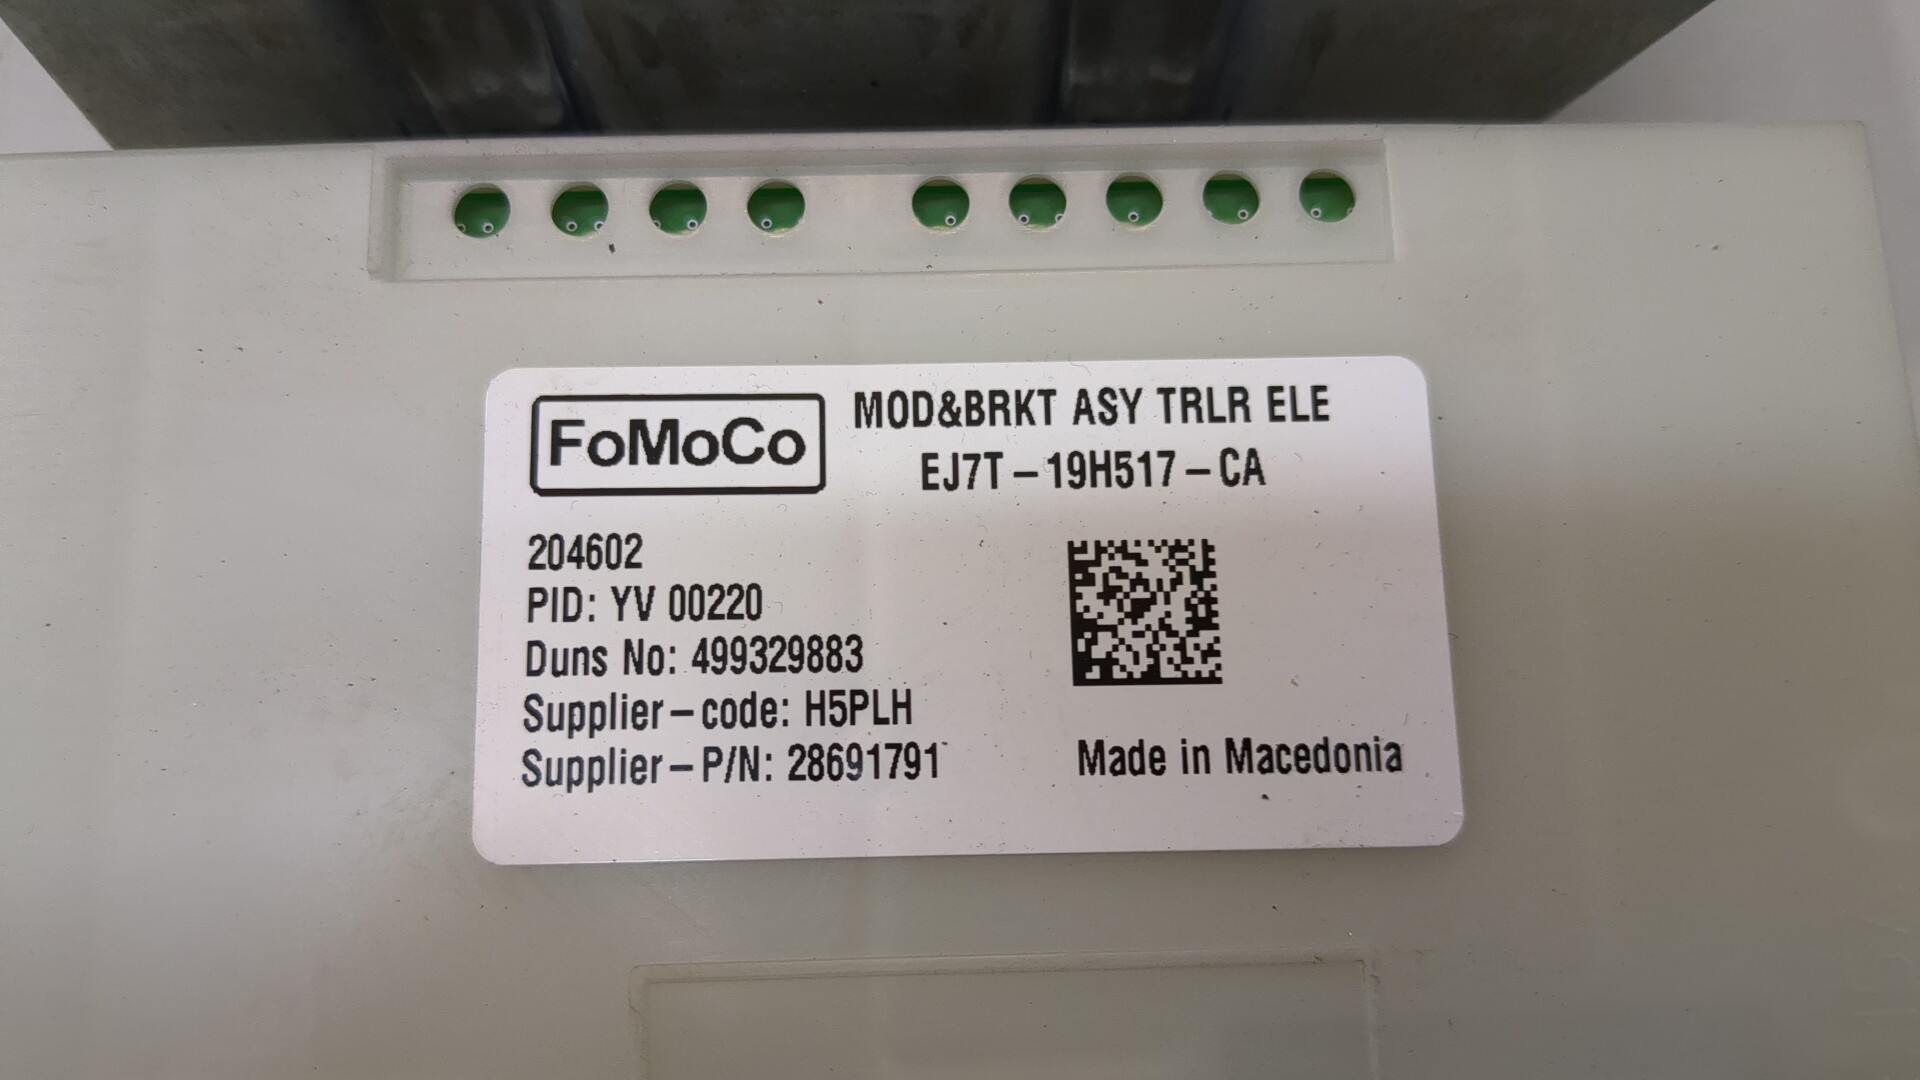 FoMoCo
MOD&BRKT ASY TRLR ELE
EJ7T-19H517-CA
204602
PID: YV 00220
Duns No: 499329883
Supplier-code: H5PLH
Supplier-P/N: 28691791
Made in Macedonia